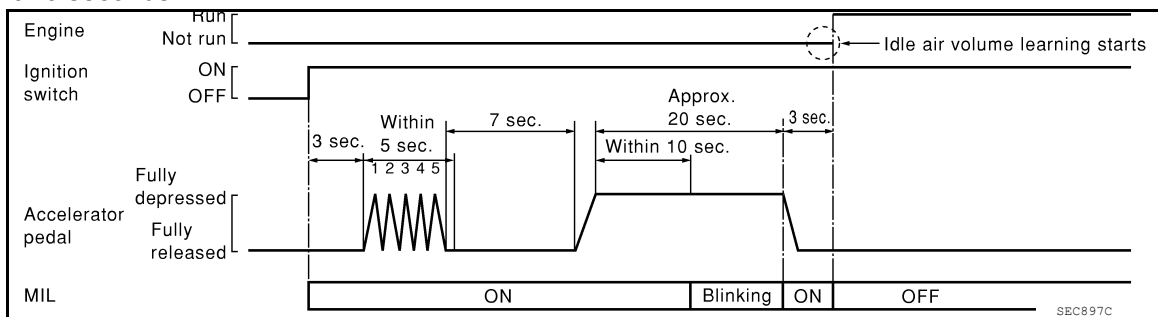 Engine
Run
Not run
Idle air volume learning starts
Ignition
switch
ON
OFF
Approx.
20 sec.
3 sec.
7 sec.
Within
5 sec.
3 sec.
Within 10 sec.
1 2 3 4 5
Accelerator
pedal
Fully
depressed
Fully
released
MIL
ON
Blinking
ON
OFF
SEC897C